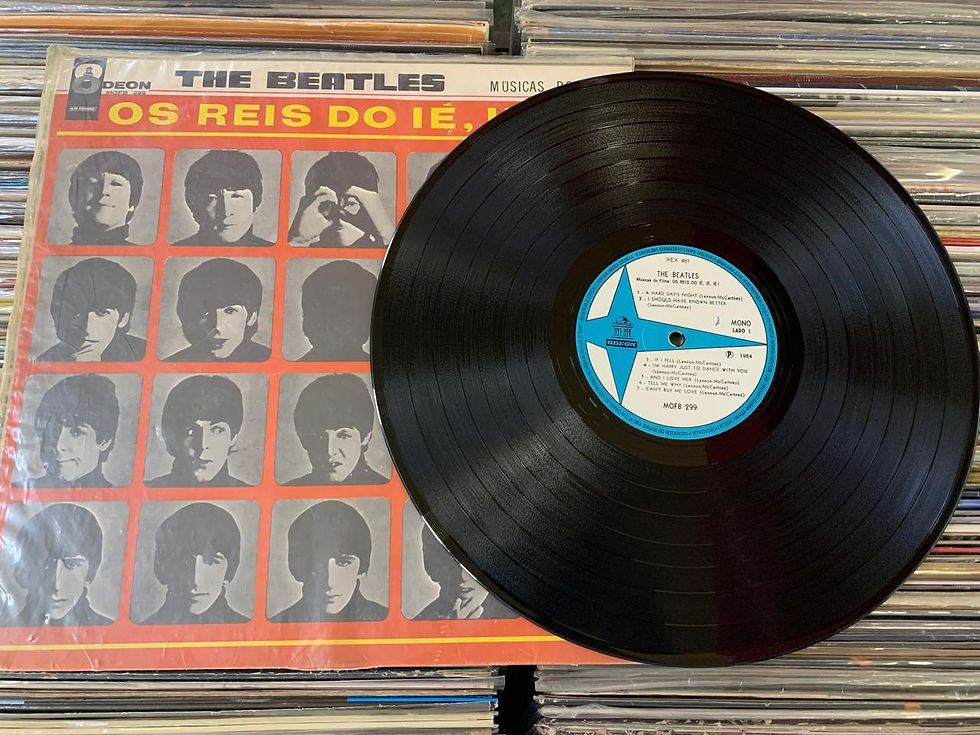 ODEON
MOFB 299
THE BEATLES
MÚSICAS
OS REIS DO IÉ,
XEX 481
THE BEATLES
Músicas do Filme OS REIS DO IÉ, IÉ, IÉ!
1 - A HARD DAY'S NIGHT (Lennon-McCartney)
2 - I SHOULD HAVE KNOWN BETTER
(Lennon-McCartney)
MONO
LADO 1
ODEON
Ⓟ 1964
3 - IF I FELL (Lennon-McCartney)
4 - I'M HAPPY JUST TO DANCE WITH YOU
(Lennon-McCartney)
5 - AND I LOVE HER (Lennon-McCartney)
6 - TELL ME WHY (Lennon-McCartney)
7 - CAN'T BUY ME LOVE (Lennon-McCartney)
MOFB 299